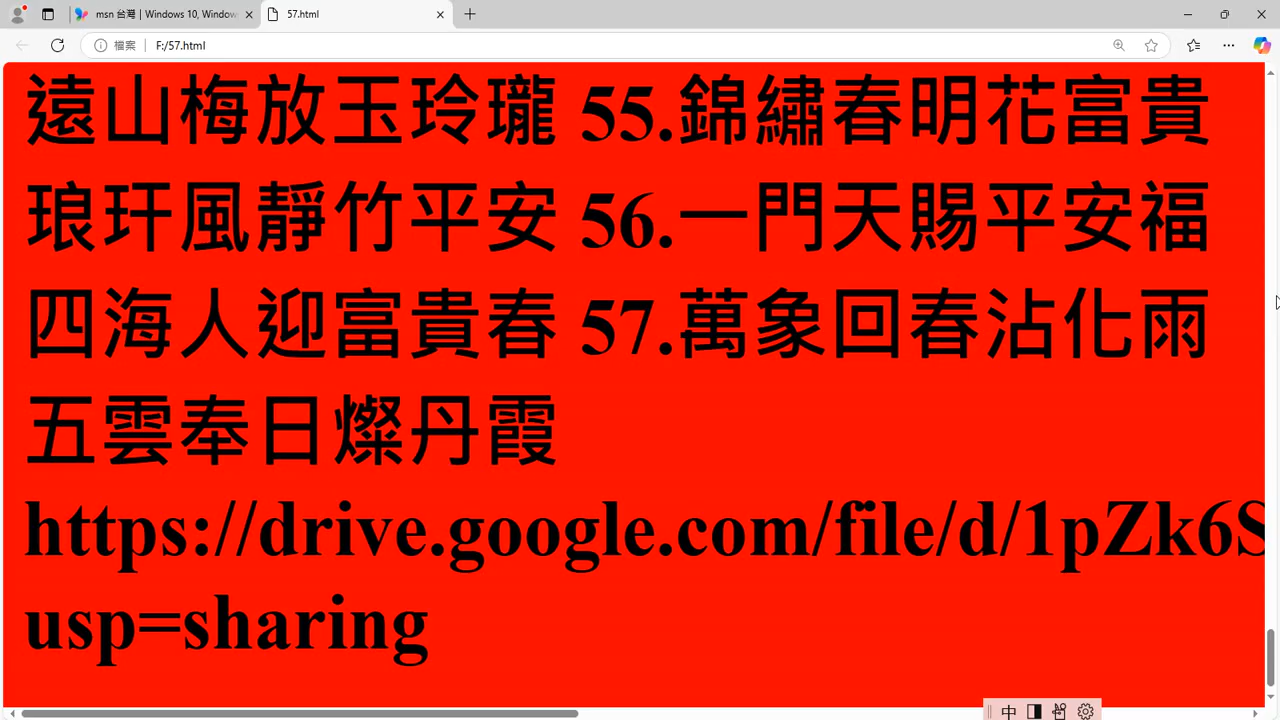 msn 台灣 | Windows 10, Window
57.html
檔案
F:/57.html
遠山梅放玉玲瓏 55.錦繡春明花富貴
琅玕風靜竹平安 56.一門天賜平安福
四海人迎富貴春 57.萬象回春沾化雨
五雲奉日燦丹霞
https://drive.google.com/file/d/1pZk6S
usp=sharing
中